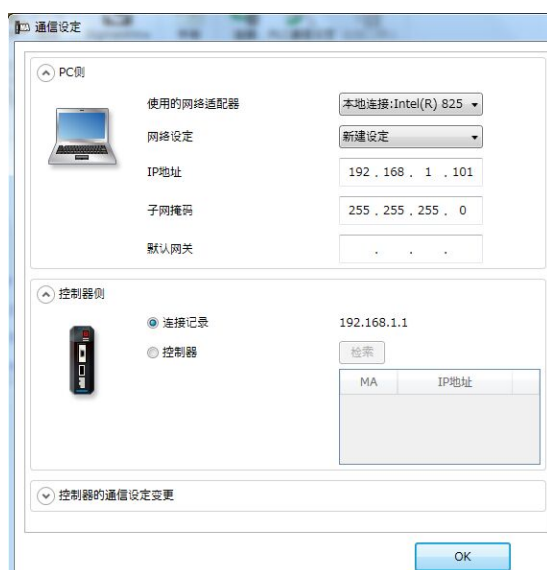 通信设定
PC侧
使用的网络适配器 本地连接:Intel(R) 825
网络设定 新建设定
IP地址 192 . 168 . 1 . 101
子网掩码 255 . 255 . 255 . 0
默认网关 . . .
控制器侧
连接记录 192.168.1.1
控制器 检索
MA IP地址
控制器的通信设定变更
OK